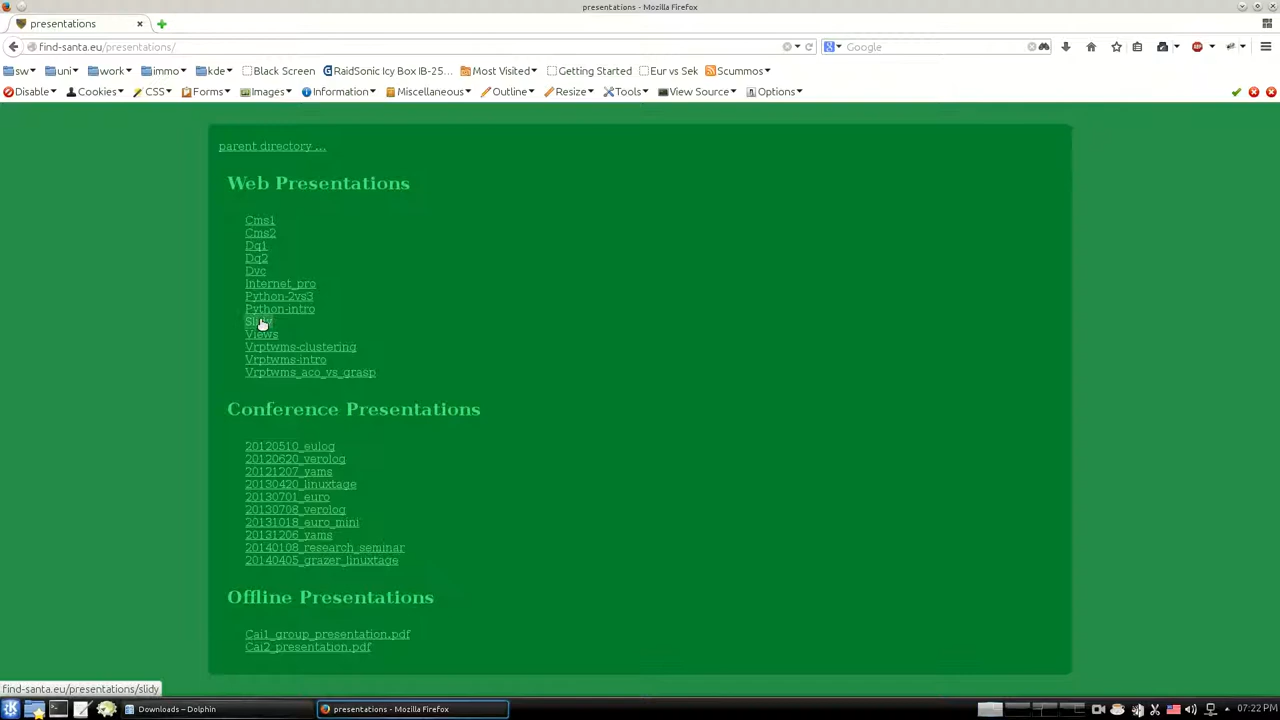 presentations - Mozilla Firefox
presentations
find-santa.eu/presentations/
Google
sw uni work immo kde Black Screen RaidSonic Icy Box IB-25... Most Visited Getting Started Eur vs Sek Scummos
Disable Cookies CSS Forms Images Information Miscellaneous Outline Resize Tools View Source Options
parent directory ...
Web Presentations
Cms1
Cms2
Dq1
Dq2
Dvc
Internet_pro
Python-2vs3
Python-intro
Slidy
Views
Vrptwms-clustering
Vrptwms-intro
Vrptwms_aco_vs_grasp
Conference Presentations
20120510_eulog
20120620_verolog
20121207_yams
20130420_linuxtage
20130701_euro
20130708_verolog
20131018_euro_mini
20131206_yams
20140108_research_seminar
20140405_grazer_linuxtage
Offline Presentations
Cai1_group_presentation.pdf
Cai2_presentation.pdf
find-santa.eu/presentations/slidy
Downloads – Dolphin
presentations - Mozilla Firefox
07:22 PM